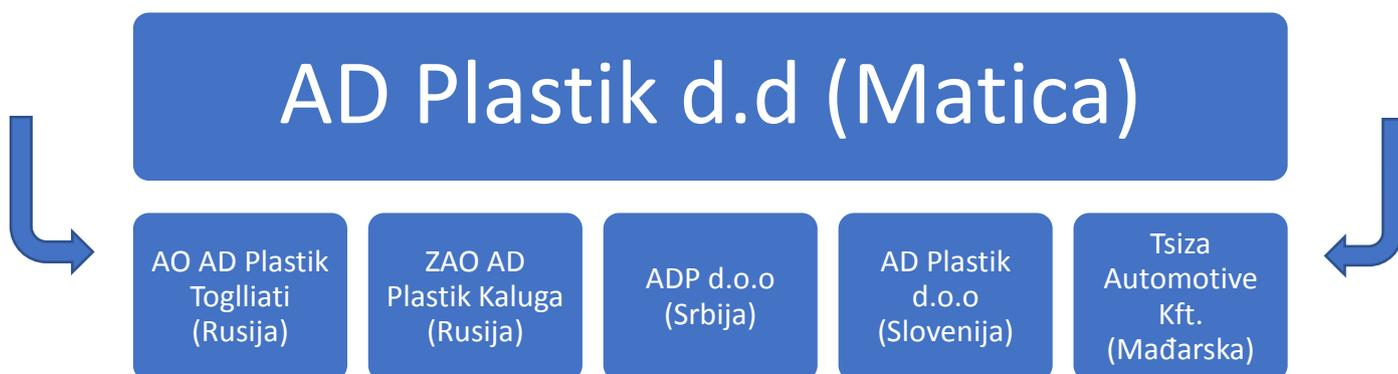 AD Plastik d.d (Matica)
AO AD Plastik
Toglliati
(Rusija)
ZAO AD
Plastik Kaluga
(Rusija)
ADP d.o.o
(Srbija)
AD Plastik
d.o.o
(Slovenija)
Tsiza
Automotive
Kft.
(Mađarska)